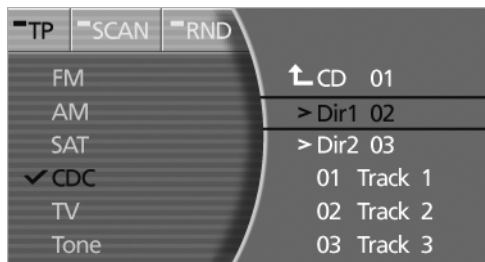 TP SCAN RND
FM
AM
SAT
CDC
TV
Tone
CD 01
> Dir1 02
> Dir2 03
01 Track 1
02 Track 2
03 Track 3